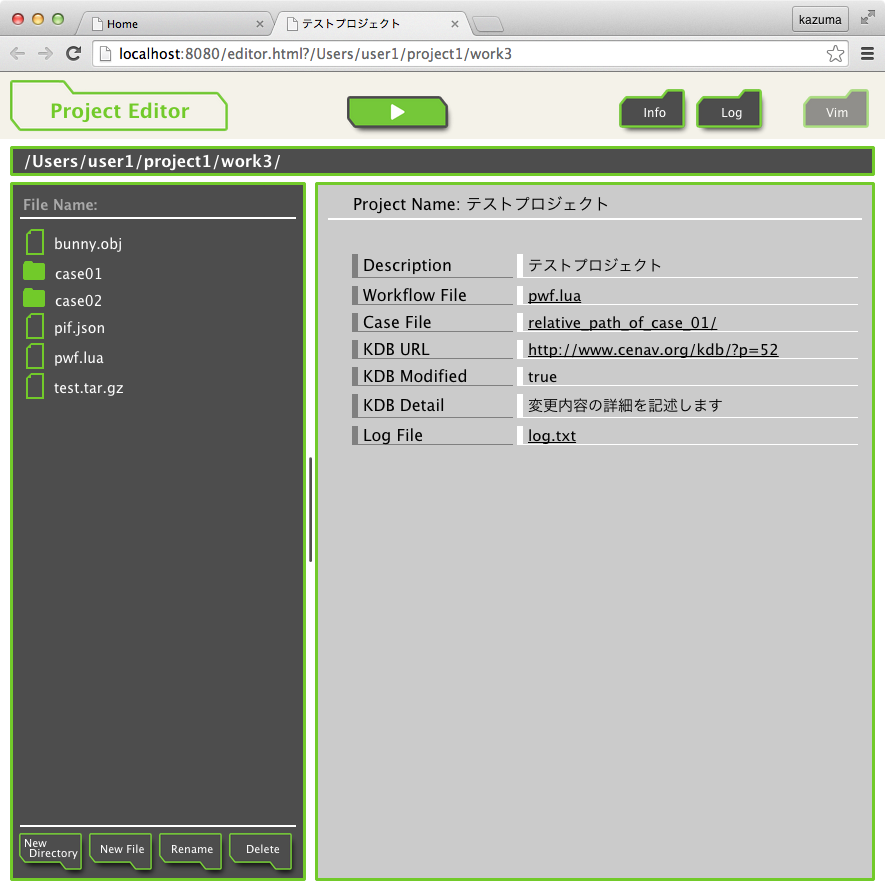 Home
テストプロジェクト
kazuma
localhost:8080/editor.html?/Users/user1/project1/work3
Project Editor
Info
Log
Vim
/Users/user1/project1/work3/
File Name:
bunny.obj
case01
case02
pif.json
pwf.lua
test.tar.gz
New
Directory
New File
Rename
Delete
Project Name: テストプロジェクト
Description テストプロジェクト
Workflow File pwf.lua
Case File relative_path_of_case_01/
KDB URL http://www.cenav.org/kdb/?p=52
KDB Modified true
KDB Detail 変更内容の詳細を記述します
Log File log.txt